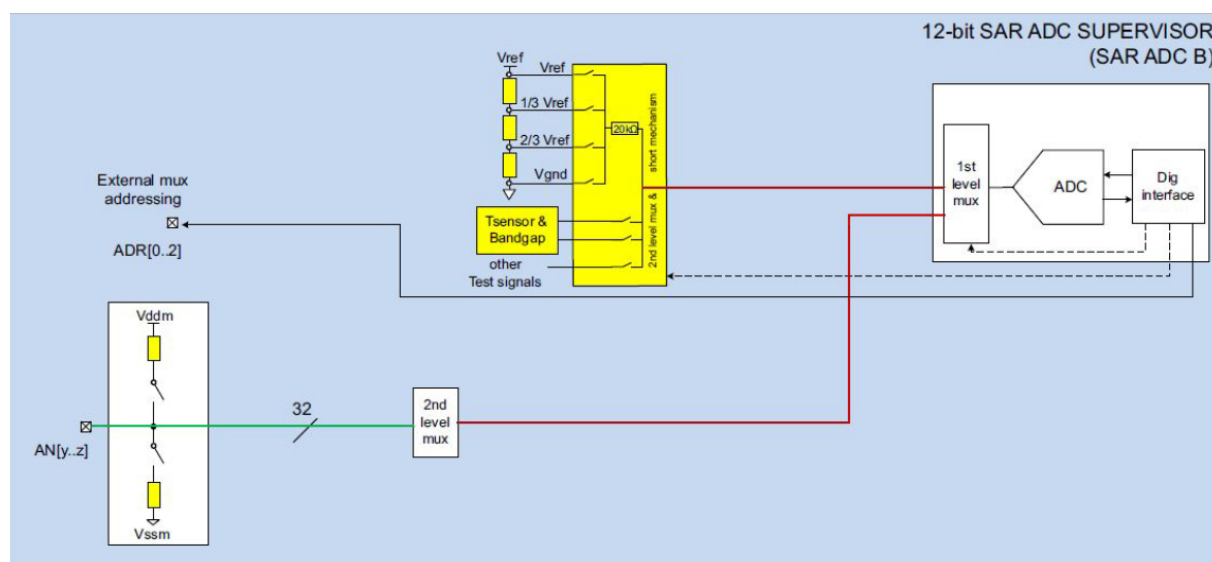 12-bit SAR ADC SUPERVISOR
(SAR ADC B)
Vref
Vref
1/3 Vref
2/3 Vref
Vgnd
20kΩ
2nd level mux &
short mechanism
Tsensor &
Bandgap
other
Test signals
1st
level
mux
ADC
Dig
interface
External mux
addressing
ADR[0..2]
Vddm
32
2nd
level
mux
AN[y..z]
Vssm